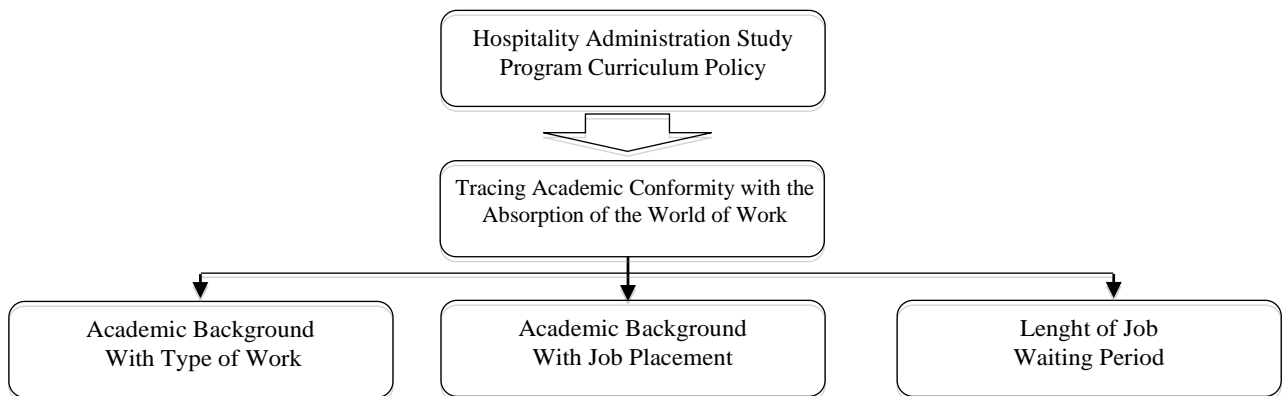 Hospitality Administration Study
Program Curriculum Policy
Tracing Academic Conformity with the
Absorption of the World of Work
Academic Background
With Type of Work
Academic Background
With Job Placement
Lenght of Job
Waiting Period